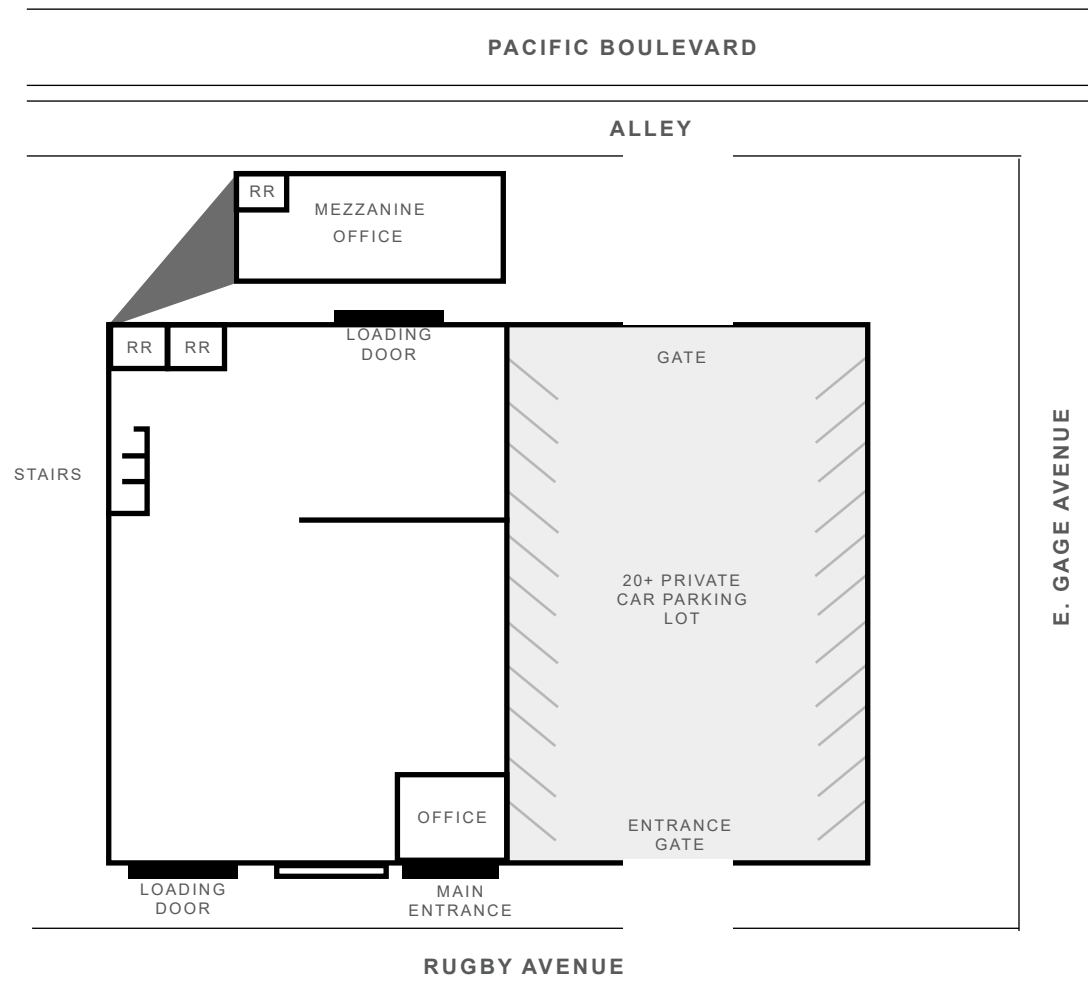 PACIFIC BOULEVARD
ALLEY
RR
MEZZANINE
OFFICE
LOADING
DOOR
RR
RR
GATE
STAIRS
E. GAGE AVENUE
20+ PRIVATE
CAR PARKING
LOT
OFFICE
ENTRANCE
GATE
LOADING
DOOR
MAIN
ENTRANCE
RUGBY AVENUE